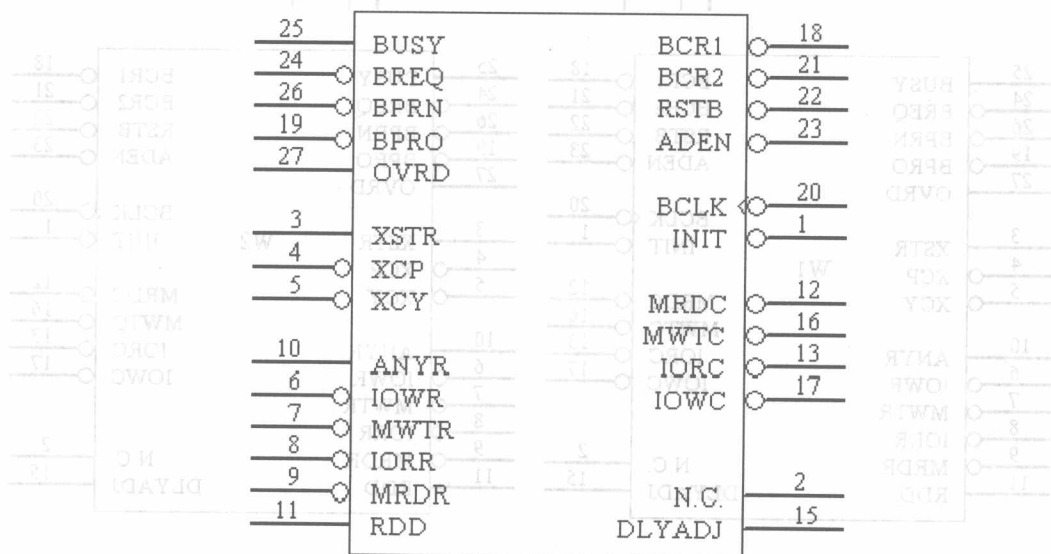 25 BUSY BCR1 18
24 BREQ BCR2 21
26 BPRN RSTB 22
19 BPRO ADEN 23
27 OVRD
BCLK 20
3 XSTR INIT 1
4 XCP
5 XCY MRDC 12
MWTC 16
10 ANYR IORC 13
6 IOWR IOWC 17
7 MWTR
8 IORR
9 MRDR N.C. 2
11 RDD DLYADJ 15